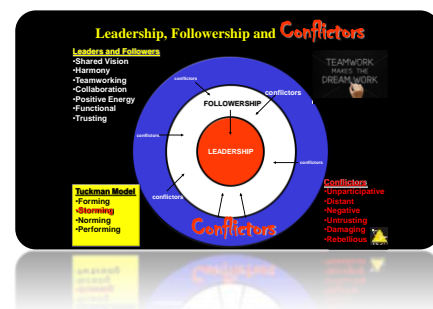 Leadership, Followership and Conflictors
Leaders and Followers
•Shared Vision
•Harmony
•Teamworking
•Collaboration
•Positive Energy
•Functional
•Trusting
TEAMWORK
MAKES THE
DREAM WORK
conflictors
conflictors
FOLLOWERSHIP
conflictors
LEADERSHIP
conflictors
conflictors
Conflictors
Tuckman Model
•Forming
•Storming
•Norming
•Performing
Conflictors
•Unparticipative
•Distant
•Negative
•Untrusting
•Damaging
•Rebellious